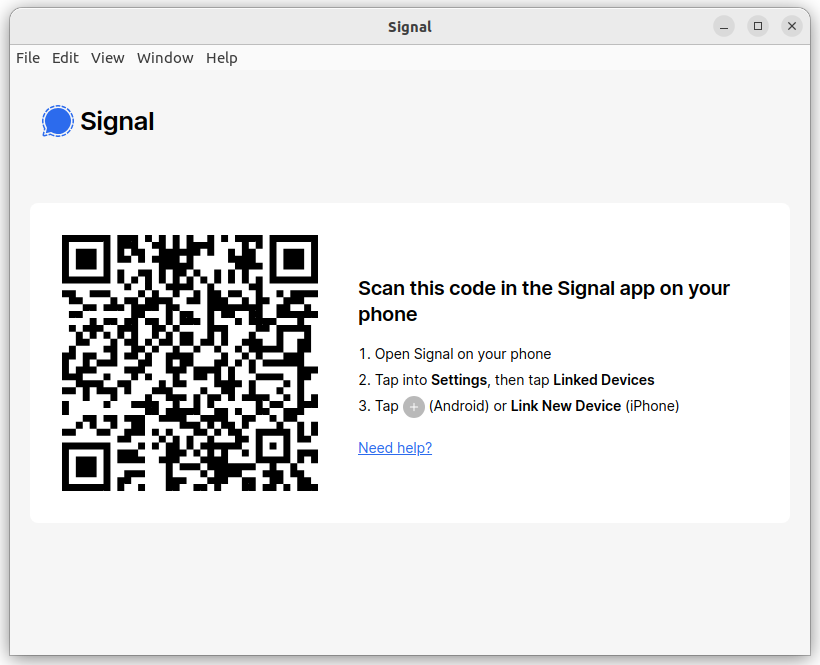 Signal
File Edit View Window Help
Signal
Scan this code in the Signal app on your
phone
1. Open Signal on your phone
2. Tap into Settings, then tap Linked Devices
3. Tap + (Android) or Link New Device (iPhone)
Need help?